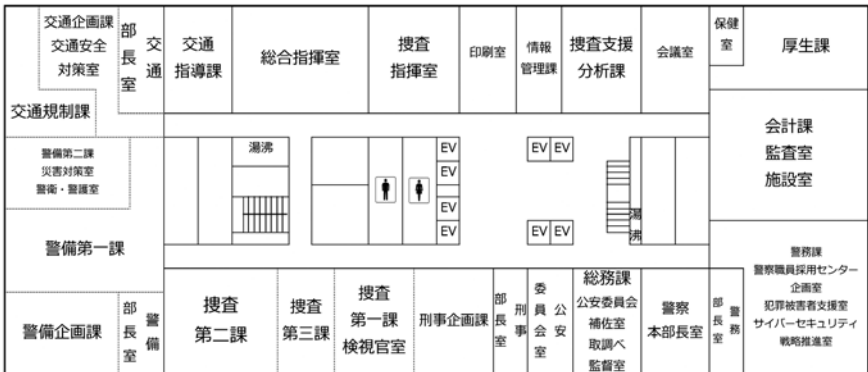 交通企画課
交通安全
対策室
交通
部長室
交通
指導課
総合指揮室
捜査
指揮室
印刷室
情報
管理課
捜査支援
分析課
会議室
保健
室
厚生課
交通規制課
警備第二課
災害対策室
警衛・警護室
湯沸
EV
EV
EV
EV
EV EV
EV EV
湯沸
会計課
監査室
施設室
警備第一課
警備企画課
警備
部長室
捜査
第二課
捜査
第三課
捜査
第一課
検視官室
刑事企画課
刑事
部長室
公安
委員会室
総務課
公安委員会
補佐室
取調べ
監督室
警察
本部長室
警務
部長室
警務課
警察職員採用センター
企画室
犯罪被害者支援室
サイバーセキュリティ
戦略推進室